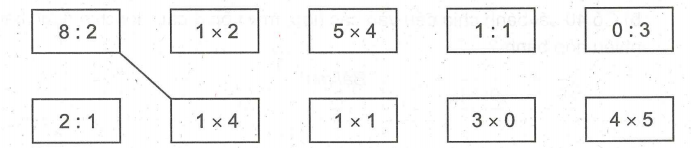 8 : 2 1 × 2 5 × 4 1 : 1 0 : 3
2 : 1 1 × 4 1 × 1 3 × 0 4 × 5